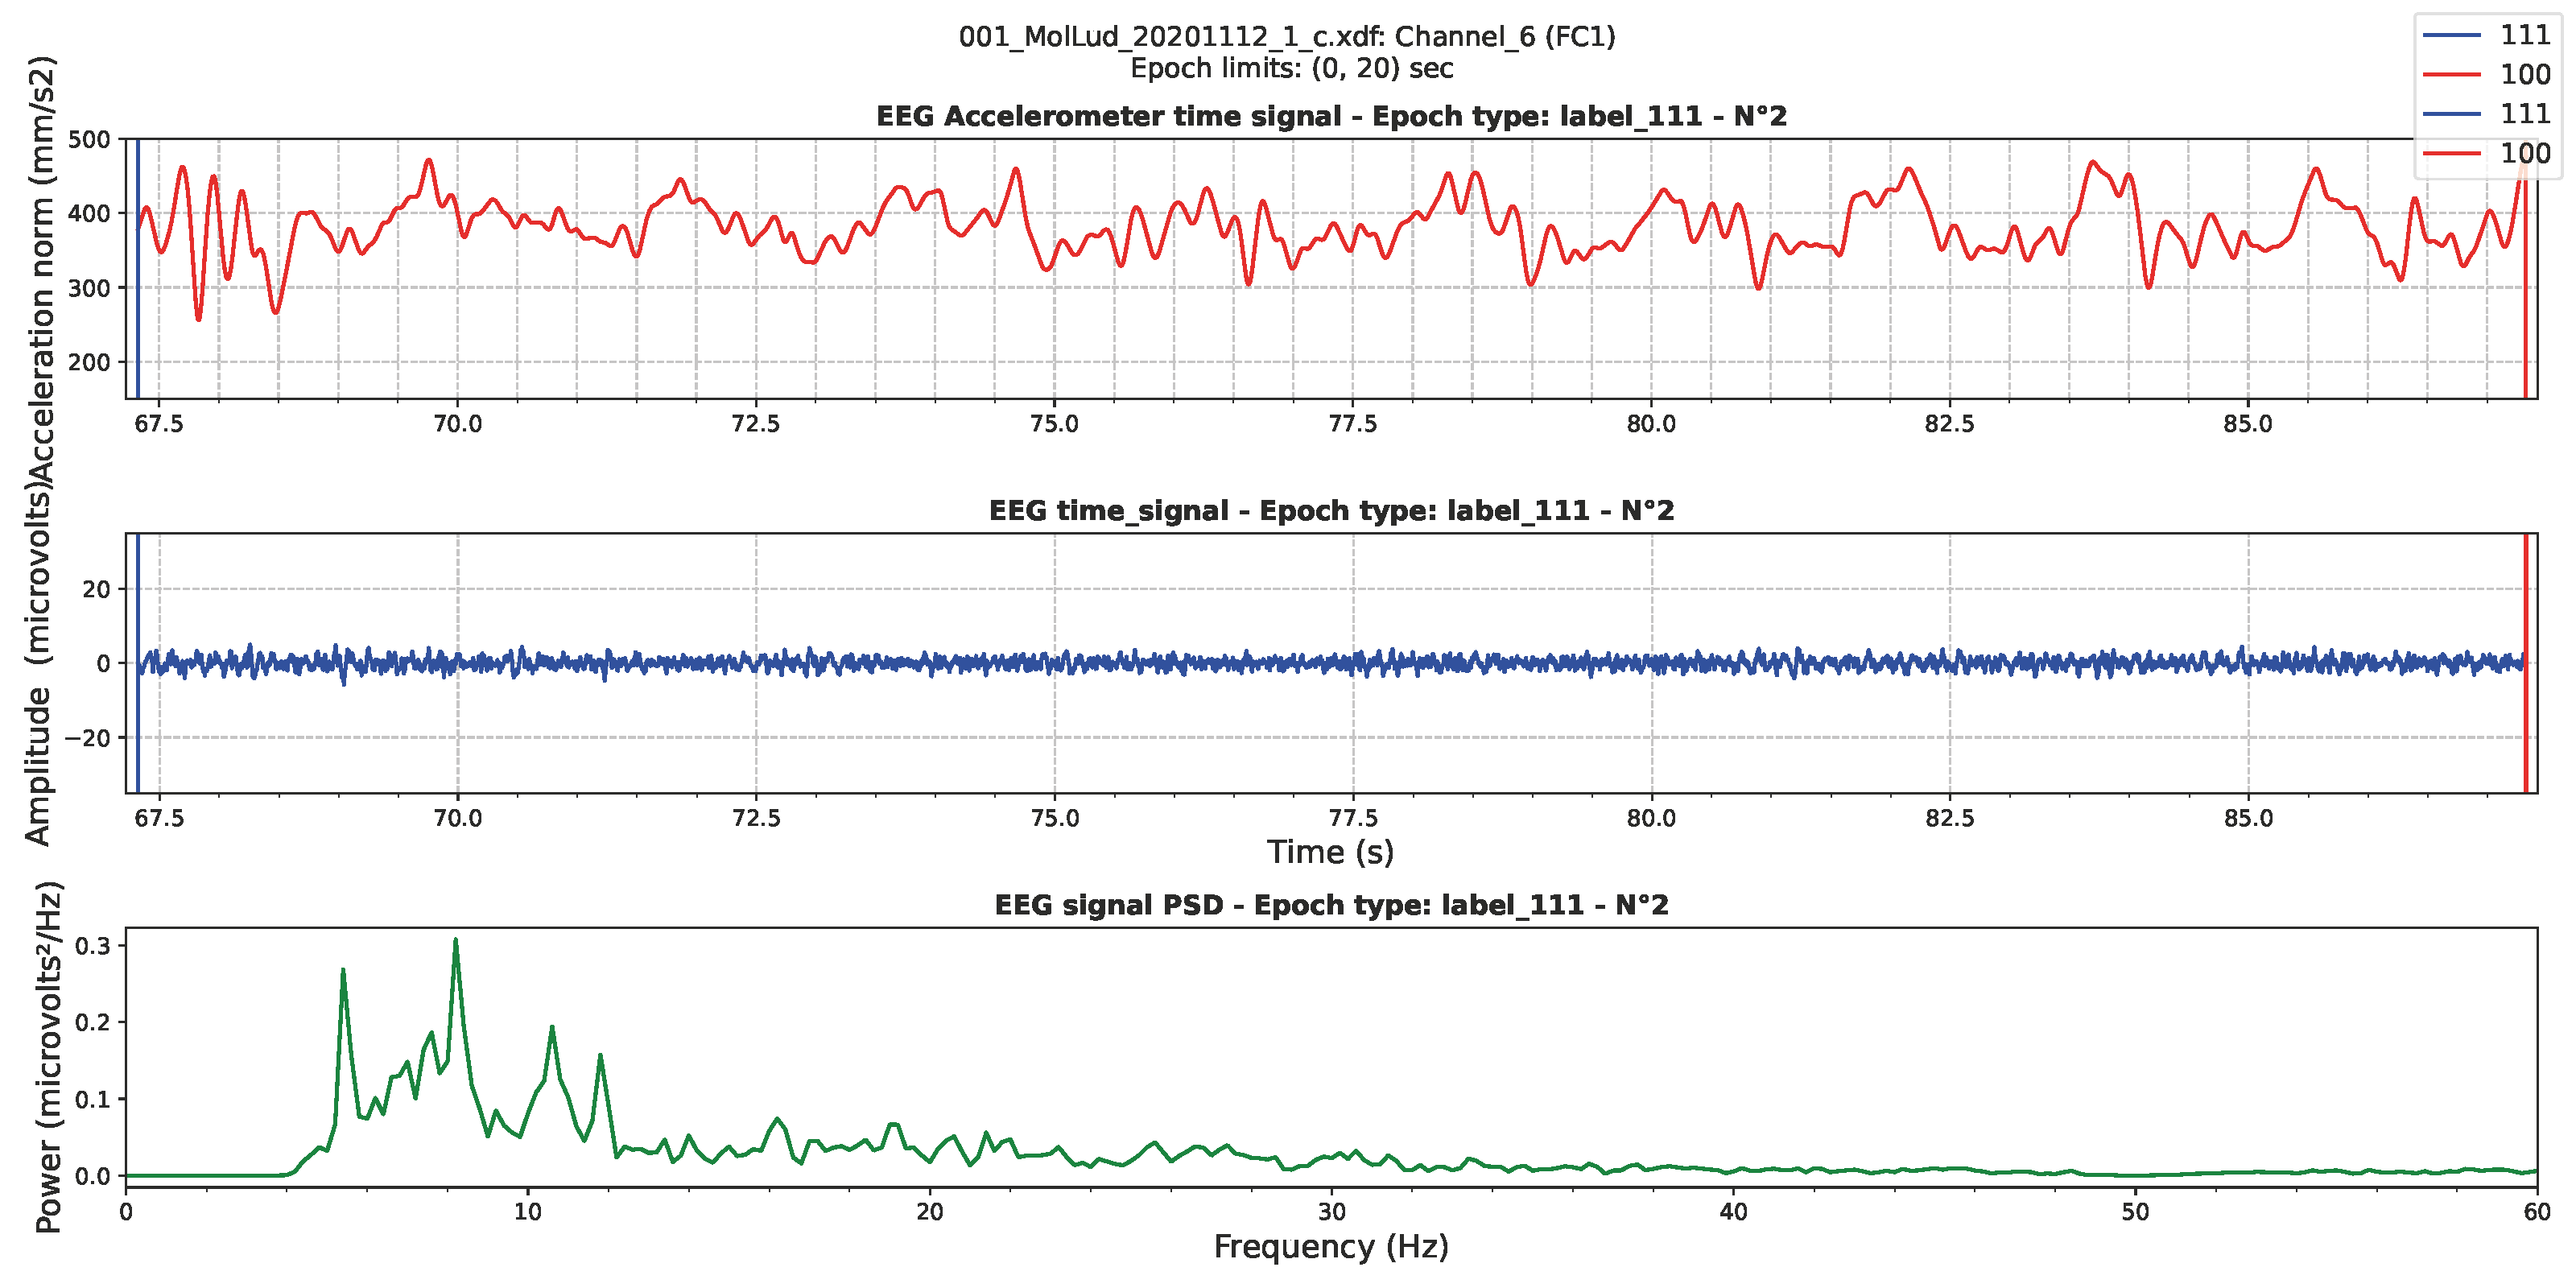 001_MolLud_20201112_1_c.xdf: Channel_6 (FC1)
Epoch limits: (0, 20) sec
111
100
111
100
EEG Accelerometer time signal - Epoch type: label_111 - N°2
Acceleration norm (mm/s2)
500
400
300
200
67.5 70.0 72.5 75.0 77.5 80.0 82.5 85.0
EEG time_signal - Epoch type: label_111 - N°2
Amplitude (microvolts)
20
0
−20
67.5 70.0 72.5 75.0 77.5 80.0 82.5 85.0
Time (s)
EEG signal PSD - Epoch type: label_111 - N°2
Power (microvolts²/Hz)
0.3
0.2
0.1
0.0
0 10 20 30 40 50 60
Frequency (Hz)